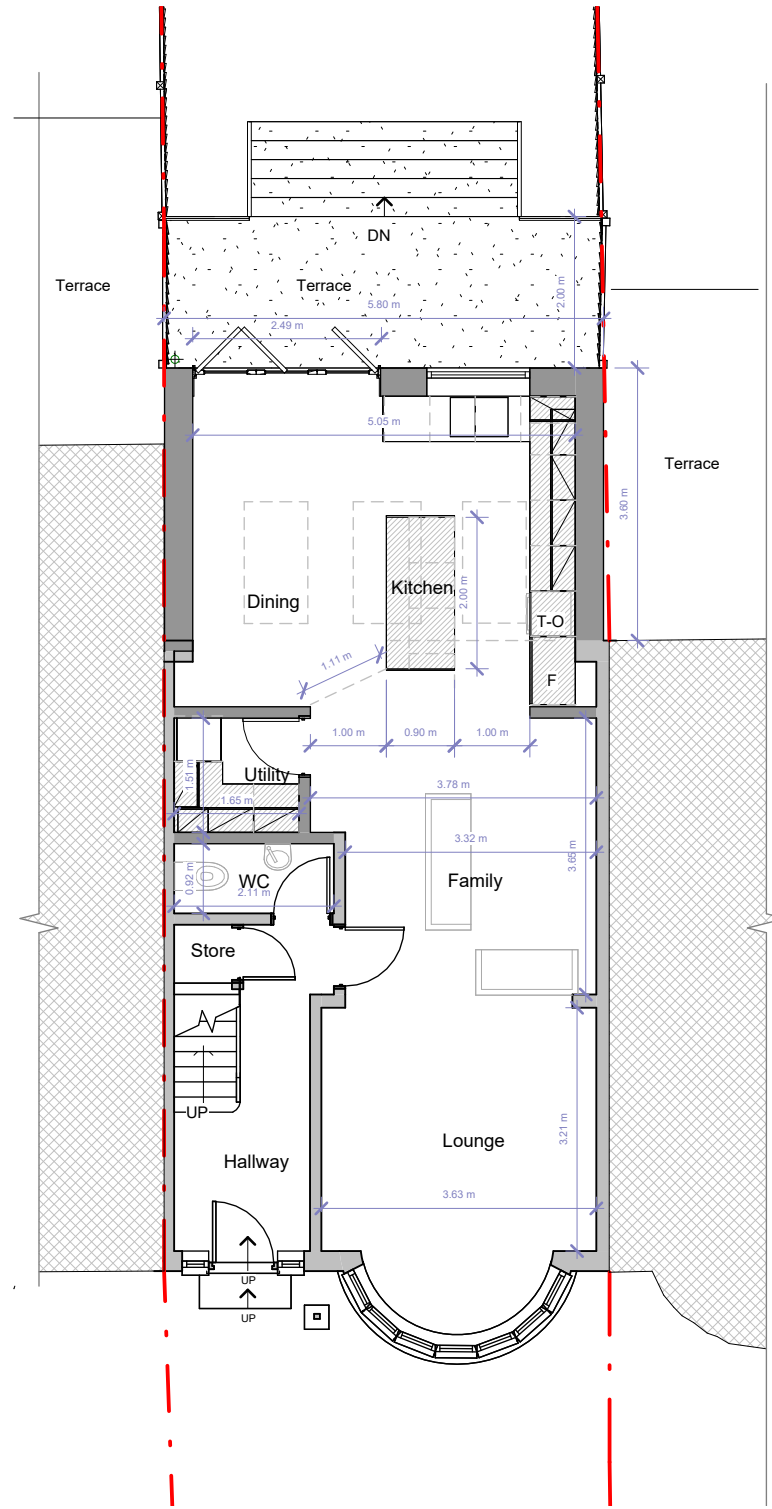 DN
Terrace
Terrace
2.00 m
5.80 m
2.49 m
5.05 m
Terrace
3.60 m
Kitchen
Dining
2.00 m
T-O
1.11 m
F
1.00 m
0.90 m
1.00 m
Utility
1.51 m
3.78 m
1.65 m
3.32 m
3.65 m
WC
0.92 m
2.11 m
Family
Store
UP
Lounge
3.21 m
Hallway
3.63 m
UP
UP